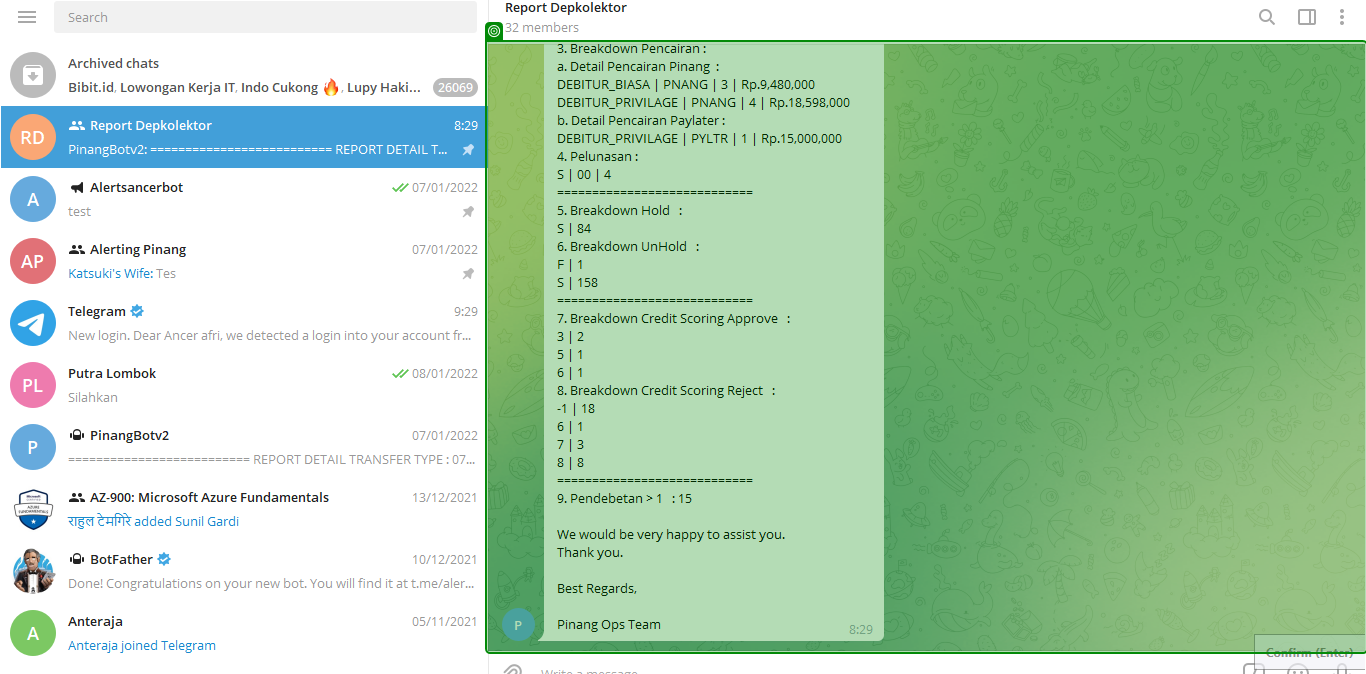 Search
Archived chats
Bibit.id, Lowongan Kerja IT, Indo Cukong 🔥, Lupy Haki...
26069
RD
Report Depkolektor
8:29
PinangBotv2: ========================== REPORT DETAIL T...
A
Alertsancerbot
07/01/2022
test
AP
Alerting Pinang
07/01/2022
Katsuki's Wife: Tes
Telegram
9:29
New login. Dear Ancer afri, we detected a login into your account fr...
PL
Putra Lombok
08/01/2022
Silahkan
P
PinangBotv2
07/01/2022
========================== REPORT DETAIL TRANSFER TYPE : 07...
AZ-900: Microsoft Azure Fundamentals
13/12/2021
राहुल टेमगिरे added Sunil Gardi
BotFather
10/12/2021
Done! Congratulations on your new bot. You will find it at t.me/aler...
A
Anteraja
05/11/2021
Anteraja joined Telegram
Report Depkolektor
32 members
3. Breakdown Pencairan :
a. Detail Pencairan Pinang :
DEBITUR_BIASA | PNANG | 3 | Rp.9,480,000
DEBITUR_PRIVILAGE | PNANG | 4 | Rp.18,598,000
b. Detail Pencairan Paylater :
DEBITUR_PRIVILAGE | PYLTR | 1 | Rp.15,000,000
4. Pelunasan :
S | 00 | 4
============================
5. Breakdown Hold :
S | 84
6. Breakdown UnHold :
F | 1
S | 158
============================
7. Breakdown Credit Scoring Approve :
3 | 2
5 | 1
6 | 1
8. Breakdown Credit Scoring Reject :
-1 | 18
6 | 1
7 | 3
8 | 8
============================
9. Pendebetan > 1 : 15
We would be very happy to assist you.
Thank you.
Best Regards,
Pinang Ops Team
8:29
P
Confirm (Enter)
Write a message